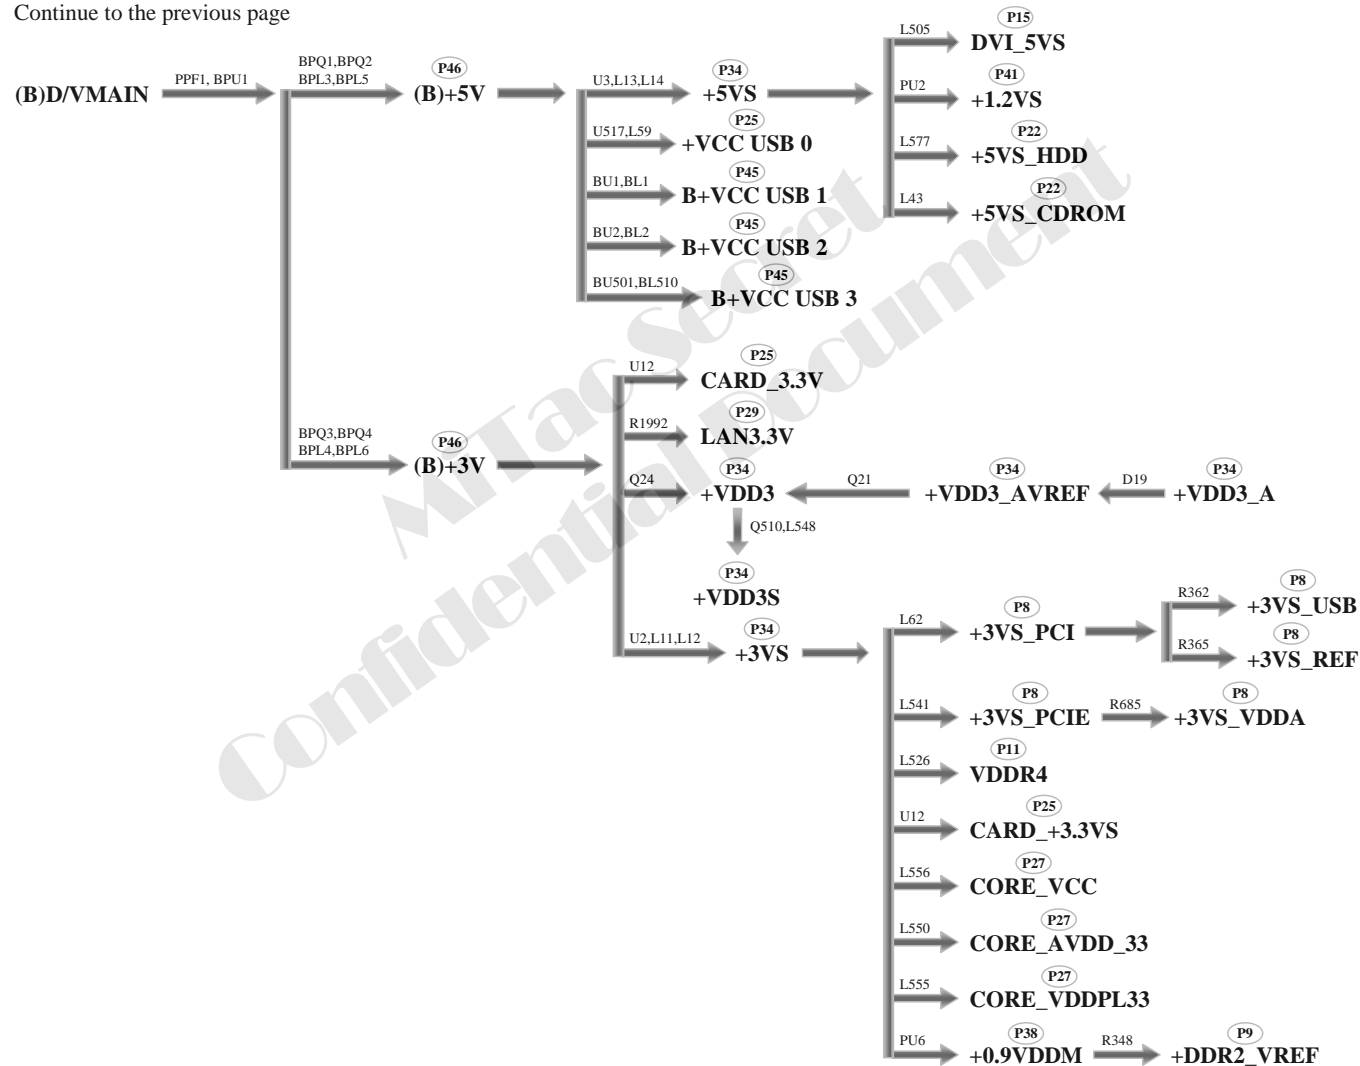 Continue to the previous page
(B)D/VMAIN
PPF1, BPU1
BPQ1,BPQ2
BPL3,BPL5
P46
(B)+5V
U3,L13,L14
P34
+5VS
L505
P15
DVI_5VS
PU2
P41
+1.2VS
L577
P22
+5VS_HDD
L43
P22
+5VS_CDROM
U517,L59
P25
+VCC USB 0
BU1,BL1
P45
B+VCC USB 1
BU2,BL2
P45
B+VCC USB 2
BU501,BL510
P45
B+VCC USB 3
BPQ3,BPQ4
BPL4,BPL6
P46
(B)+3V
U12
P25
CARD_3.3V
R1992
P29
LAN3.3V
Q24
P34
+VDD3
Q21
P34
+VDD3_AVREF
D19
P34
+VDD3_A
Q510,L548
P34
+VDD3S
U2,L11,L12
P34
+3VS
L62
P8
+3VS_PCI
R362
P8
+3VS_USB
R365
P8
+3VS_REF
L541
P8
+3VS_PCIE
R685
P8
+3VS_VDDA
L526
P11
VDDR4
U12
P25
CARD_+3.3VS
L556
P27
CORE_VCC
L550
P27
CORE_AVDD_33
L555
P27
CORE_VDDPL33
PU6
P38
+0.9VDDM
R348
P9
+DDR2_VREF
MiTac Secret
Confidential Document